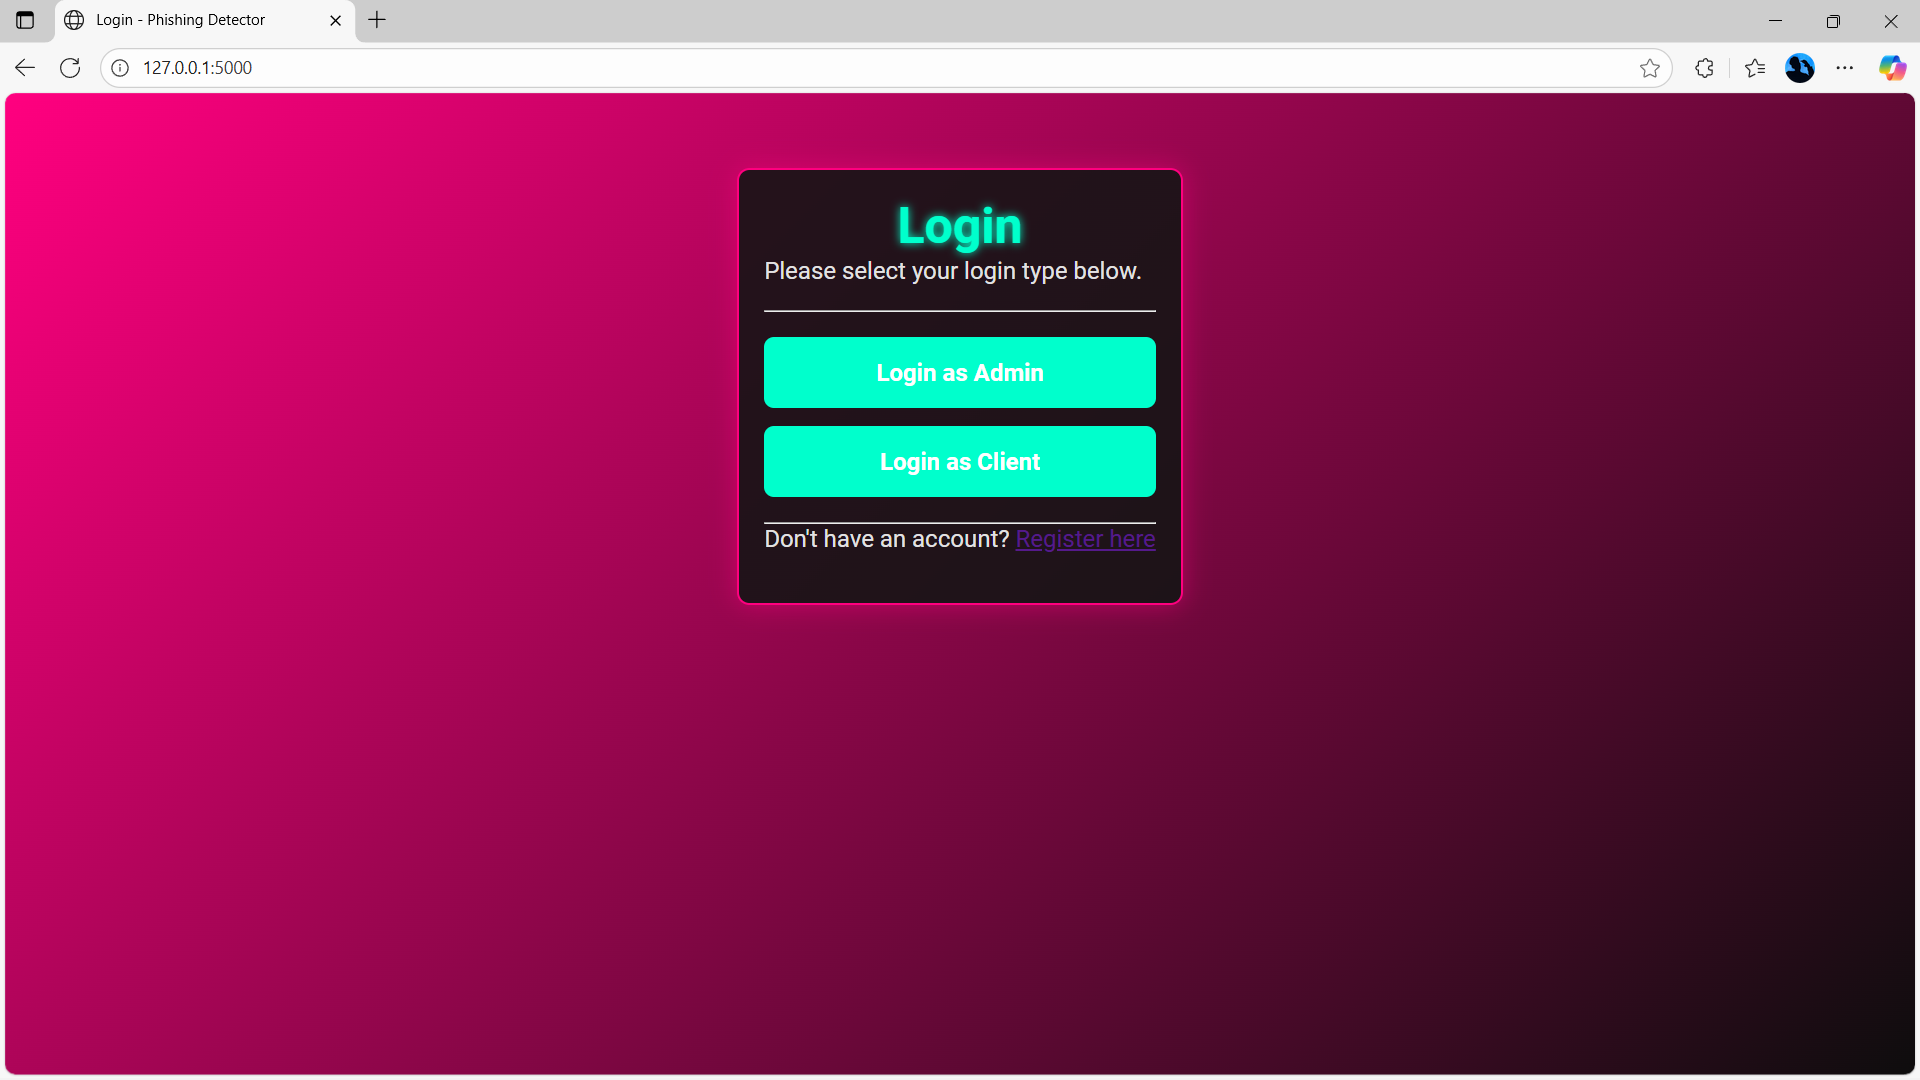 Login - Phishing Detector
127.0.0.1:5000
Login
Please select your login type below.
Login as Admin
Login as Client
Don't have an account? Register here